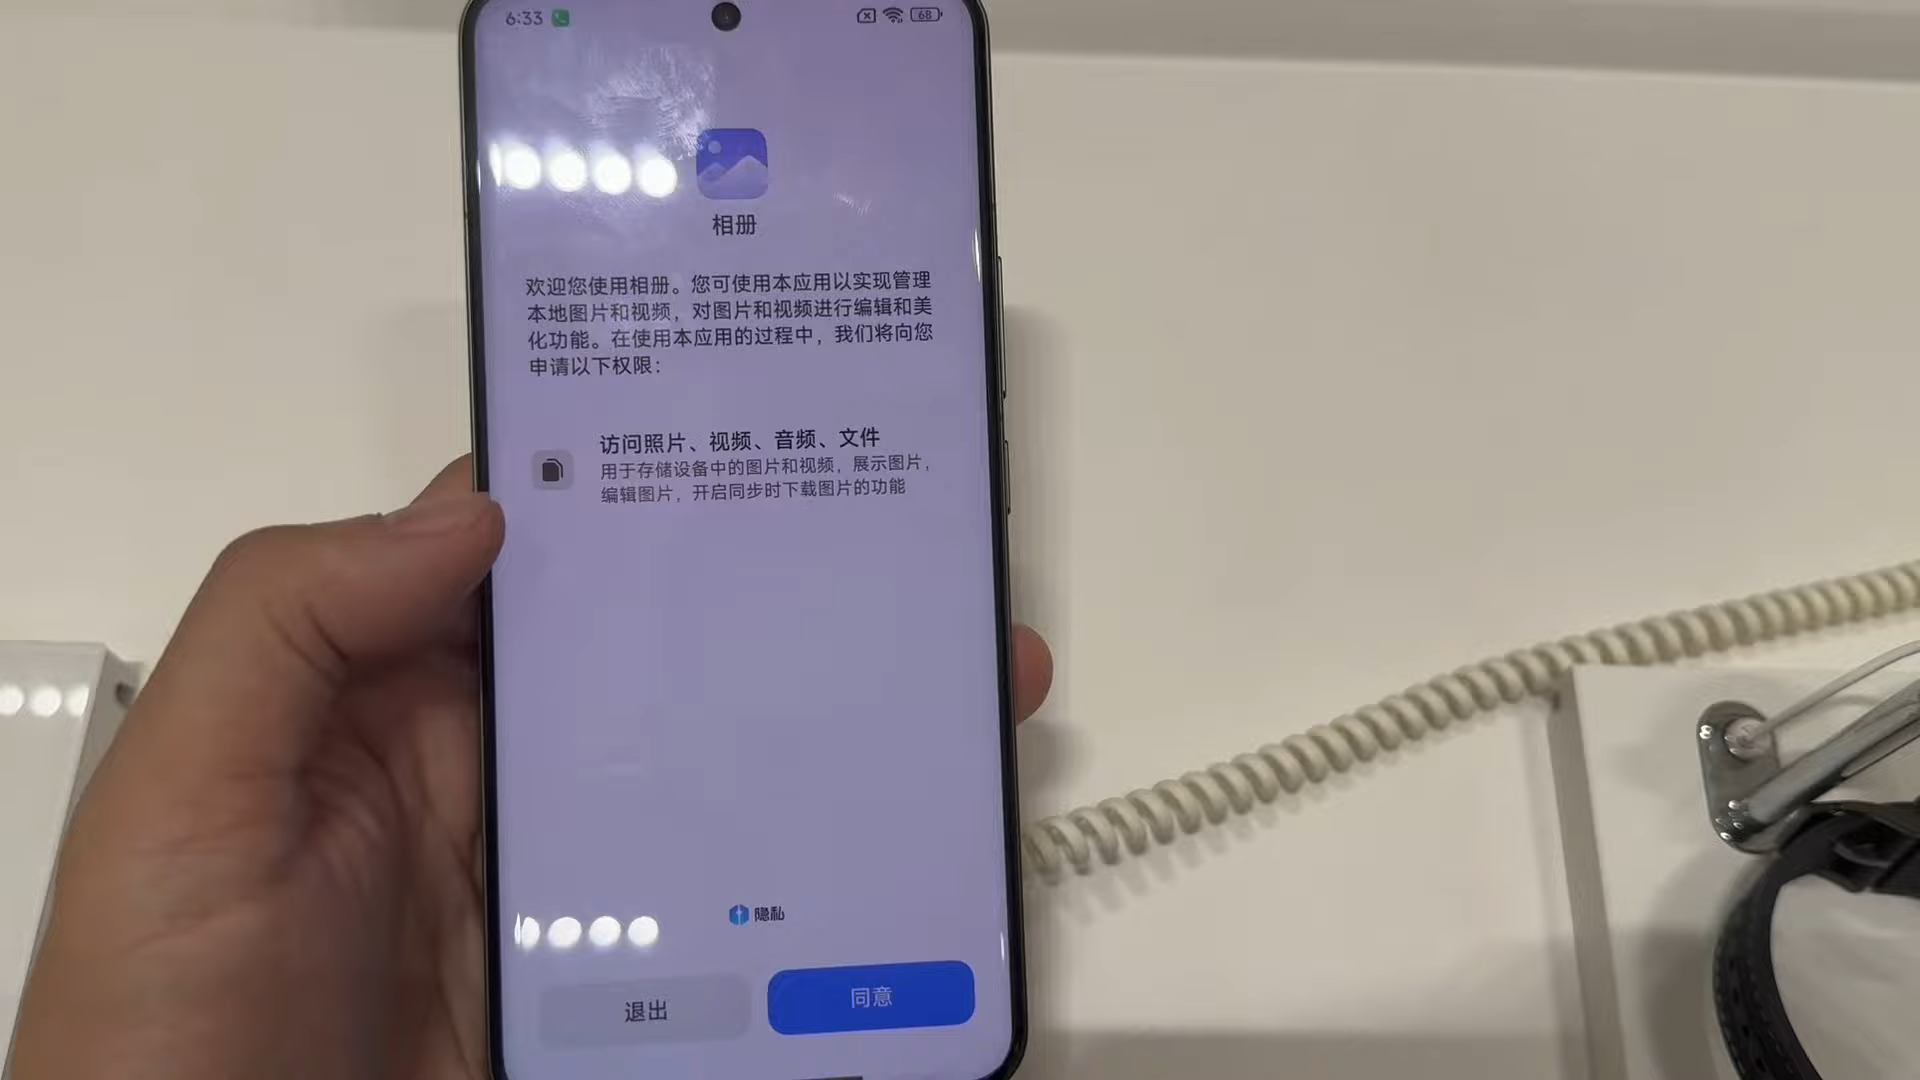 6:33
68
相册
欢迎您使用相册。您可使用本应用以实现管理
本地图片和视频，对图片和视频进行编辑和美
化功能。在使用本应用的过程中，我们将向您
申请以下权限：
访问照片、视频、音频、文件
用于存储设备中的图片和视频，展示图片，
编辑图片，开启同步时下载图片的功能
隐私
退出
同意